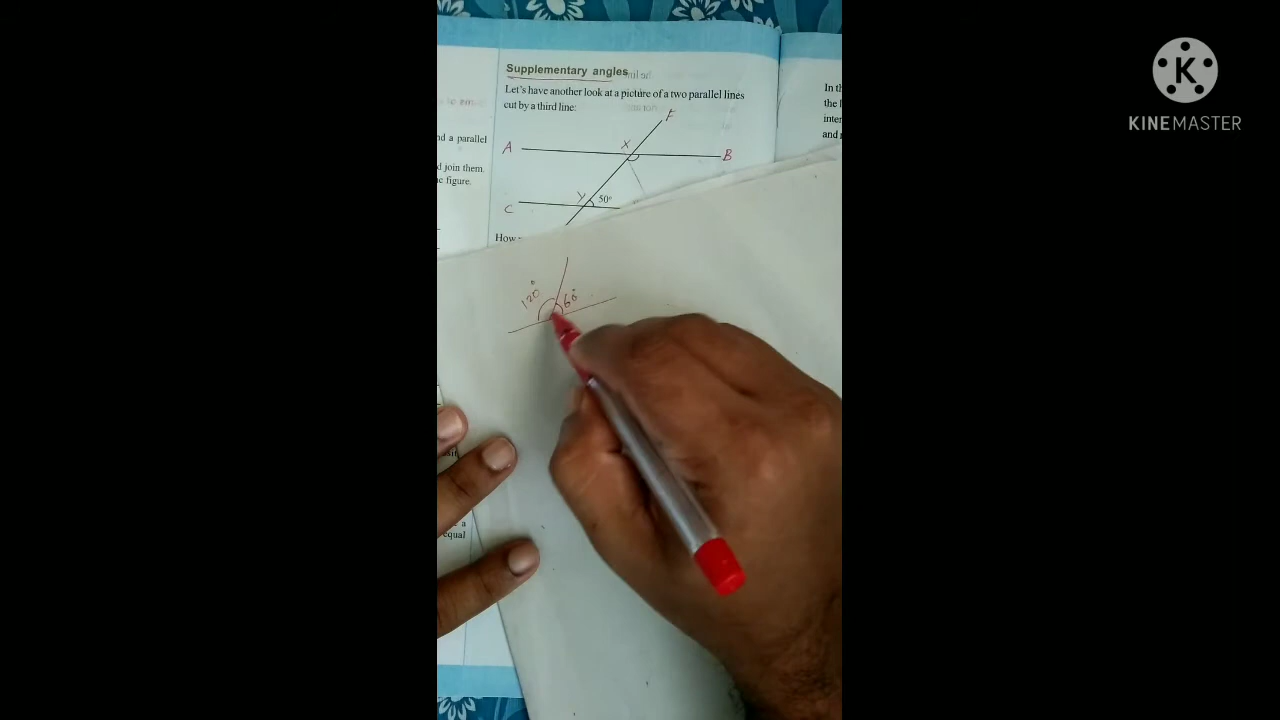 Supplementary angles
Let's have another look at a picture of a two parallel lines
cut by a third line:
F
A
X
B
Y
50°
C
How
120°
60°
nd a parallel
d join them.
c figure.
In th
the l
inter
and
a
equal
KINEMASTER